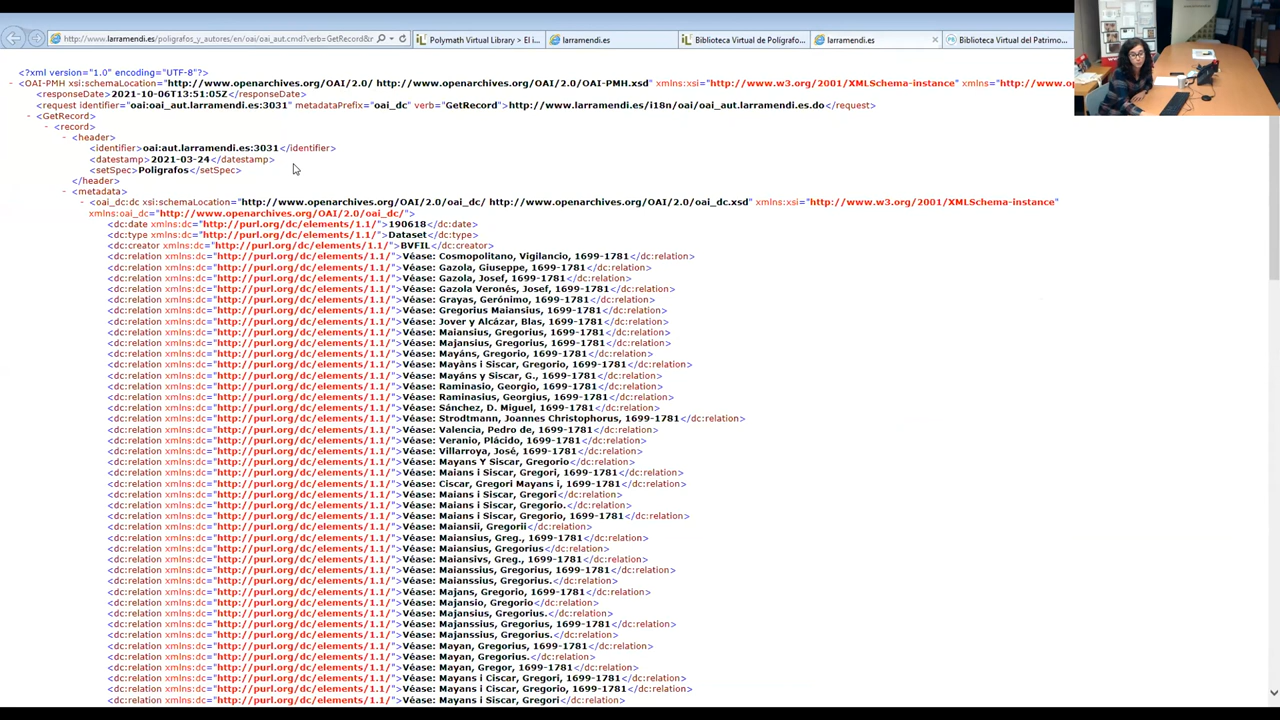 http://www.larramendi.es/poligrafos_y_autores/en/oai/oai_aut.cmd?verb=GetRecord&r
Polymath Virtual Library > El i...
larramendi.es
Biblioteca Virtual de Polígrafo...
larramendi.es
Biblioteca Virtual del Patrimo...
<?xml version="1.0" encoding="UTF-8"?>
- <OAI-PMH xsi:schemaLocation="http://www.openarchives.org/OAI/2.0/ http://www.openarchives.org/OAI/2.0/OAI-PMH.xsd" xmlns:xsi="http://www.w3.org/2001/XMLSchema-instance" xmlns="http://www.openarchives.org/O
<responseDate>2021-10-06T13:51:05Z</responseDate>
<request identifier="oai:oai_aut.larramendi.es:3031" metadataPrefix="oai_dc" verb="GetRecord">http://www.larramendi.es/i18n/oai/oai_aut.larramendi.es.do</request>
- <GetRecord>
- <record>
- <header>
<identifier>oai:aut.larramendi.es:3031</identifier>
<datestamp>2021-03-24</datestamp>
<setSpec>Poligrafos</setSpec>
</header>
- <metadata>
- <oai_dc:dc xsi:schemaLocation="http://www.openarchives.org/OAI/2.0/oai_dc/ http://www.openarchives.org/OAI/2.0/oai_dc.xsd" xmlns:xsi="http://www.w3.org/2001/XMLSchema-instance"
xmlns:oai_dc="http://www.openarchives.org/OAI/2.0/oai_dc/">
<dc:date xmlns:dc="http://purl.org/dc/elements/1.1/">190618</dc:date>
<dc:type xmlns:dc="http://purl.org/dc/elements/1.1/">Dataset</dc:type>
<dc:creator xmlns:dc="http://purl.org/dc/elements/1.1/">BVFIL</dc:creator>
<dc:relation xmlns:dc="http://purl.org/dc/elements/1.1/">Véase: Cosmopolitano, Vigilancio, 1699-1781</dc:relation>
<dc:relation xmlns:dc="http://purl.org/dc/elements/1.1/">Véase: Gazola, Giuseppe, 1699-1781</dc:relation>
<dc:relation xmlns:dc="http://purl.org/dc/elements/1.1/">Véase: Gazola, Josef, 1699-1781</dc:relation>
<dc:relation xmlns:dc="http://purl.org/dc/elements/1.1/">Véase: Gazola Veronés, Josef, 1699-1781</dc:relation>
<dc:relation xmlns:dc="http://purl.org/dc/elements/1.1/">Véase: Grayas, Gerónimo, 1699-1781</dc:relation>
<dc:relation xmlns:dc="http://purl.org/dc/elements/1.1/">Véase: Gregorius Maiansius, 1699-1781</dc:relation>
<dc:relation xmlns:dc="http://purl.org/dc/elements/1.1/">Véase: Jover y Alcázar, Blas, 1699-1781</dc:relation>
<dc:relation xmlns:dc="http://purl.org/dc/elements/1.1/">Véase: Maiansius, Gregorius, 1699-1781</dc:relation>
<dc:relation xmlns:dc="http://purl.org/dc/elements/1.1/">Véase: Majansius, Gregorius, 1699-1781</dc:relation>
<dc:relation xmlns:dc="http://purl.org/dc/elements/1.1/">Véase: Mayáns, Gregorio, 1699-1781</dc:relation>
<dc:relation xmlns:dc="http://purl.org/dc/elements/1.1/">Véase: Mayàns i Siscar, Gregorio, 1699-1781</dc:relation>
<dc:relation xmlns:dc="http://purl.org/dc/elements/1.1/">Véase: Mayáns y Siscar, G., 1699-1781</dc:relation>
<dc:relation xmlns:dc="http://purl.org/dc/elements/1.1/">Véase: Raminasio, Georgio, 1699-1781</dc:relation>
<dc:relation xmlns:dc="http://purl.org/dc/elements/1.1/">Véase: Raminasius, Georgius, 1699-1781</dc:relation>
<dc:relation xmlns:dc="http://purl.org/dc/elements/1.1/">Véase: Sánchez, D. Miguel, 1699-1781</dc:relation>
<dc:relation xmlns:dc="http://purl.org/dc/elements/1.1/">Véase: Strodtmann, Joannes Christophorus, 1699-1781</dc:relation>
<dc:relation xmlns:dc="http://purl.org/dc/elements/1.1/">Véase: Valencia, Pedro de, 1699-1781</dc:relation>
<dc:relation xmlns:dc="http://purl.org/dc/elements/1.1/">Véase: Veranio, Plácido, 1699-1781</dc:relation>
<dc:relation xmlns:dc="http://purl.org/dc/elements/1.1/">Véase: Villarroya, José, 1699-1781</dc:relation>
<dc:relation xmlns:dc="http://purl.org/dc/elements/1.1/">Véase: Mayans Y Siscar, Gregorio</dc:relation>
<dc:relation xmlns:dc="http://purl.org/dc/elements/1.1/">Véase: Maians i Siscar, Gregori, 1699-1781</dc:relation>
<dc:relation xmlns:dc="http://purl.org/dc/elements/1.1/">Véase: Ciscar, Gregori Mayans i, 1699-1781</dc:relation>
<dc:relation xmlns:dc="http://purl.org/dc/elements/1.1/">Véase: Maians i Siscar, Gregori</dc:relation>
<dc:relation xmlns:dc="http://purl.org/dc/elements/1.1/">Véase: Maians i Siscar, Gregorio.</dc:relation>
<dc:relation xmlns:dc="http://purl.org/dc/elements/1.1/">Véase: Maians i Siscar, Gregorio, 1699-1781</dc:relation>
<dc:relation xmlns:dc="http://purl.org/dc/elements/1.1/">Véase: Maiansii, Gregorii</dc:relation>
<dc:relation xmlns:dc="http://purl.org/dc/elements/1.1/">Véase: Maiansius, Greg., 1699-1781</dc:relation>
<dc:relation xmlns:dc="http://purl.org/dc/elements/1.1/">Véase: Maiansius, Gregorius</dc:relation>
<dc:relation xmlns:dc="http://purl.org/dc/elements/1.1/">Véase: Maiansivs, Greg., 1699-1781</dc:relation>
<dc:relation xmlns:dc="http://purl.org/dc/elements/1.1/">Véase: Maianssius, Gregorius, 1699-1781</dc:relation>
<dc:relation xmlns:dc="http://purl.org/dc/elements/1.1/">Véase: Maianssius, Gregorius.</dc:relation>
<dc:relation xmlns:dc="http://purl.org/dc/elements/1.1/">Véase: Majans, Gregorio, 1699-1781</dc:relation>
<dc:relation xmlns:dc="http://purl.org/dc/elements/1.1/">Véase: Majansio, Gregorio</dc:relation>
<dc:relation xmlns:dc="http://purl.org/dc/elements/1.1/">Véase: Majansius, Gregorius.</dc:relation>
<dc:relation xmlns:dc="http://purl.org/dc/elements/1.1/">Véase: Majanssius, Gregorius, 1699-1781</dc:relation>
<dc:relation xmlns:dc="http://purl.org/dc/elements/1.1/">Véase: Majanssius, Gregorius.</dc:relation>
<dc:relation xmlns:dc="http://purl.org/dc/elements/1.1/">Véase: Mayan, Gregorius, 1699-1781</dc:relation>
<dc:relation xmlns:dc="http://purl.org/dc/elements/1.1/">Véase: Mayan, Gregorius.</dc:relation>
<dc:relation xmlns:dc="http://purl.org/dc/elements/1.1/">Véase: Mayan, Gregor, 1699-1781</dc:relation>
<dc:relation xmlns:dc="http://purl.org/dc/elements/1.1/">Véase: Mayans i Ciscar, Gregori, 1699-1781</dc:relation>
<dc:relation xmlns:dc="http://purl.org/dc/elements/1.1/">Véase: Mayans i Ciscar, Gregorio, 1699-1781</dc:relation>
<dc:relation xmlns:dc="http://purl.org/dc/elements/1.1/">Véase: Mayans i Siscar, Gregori</dc:relation>